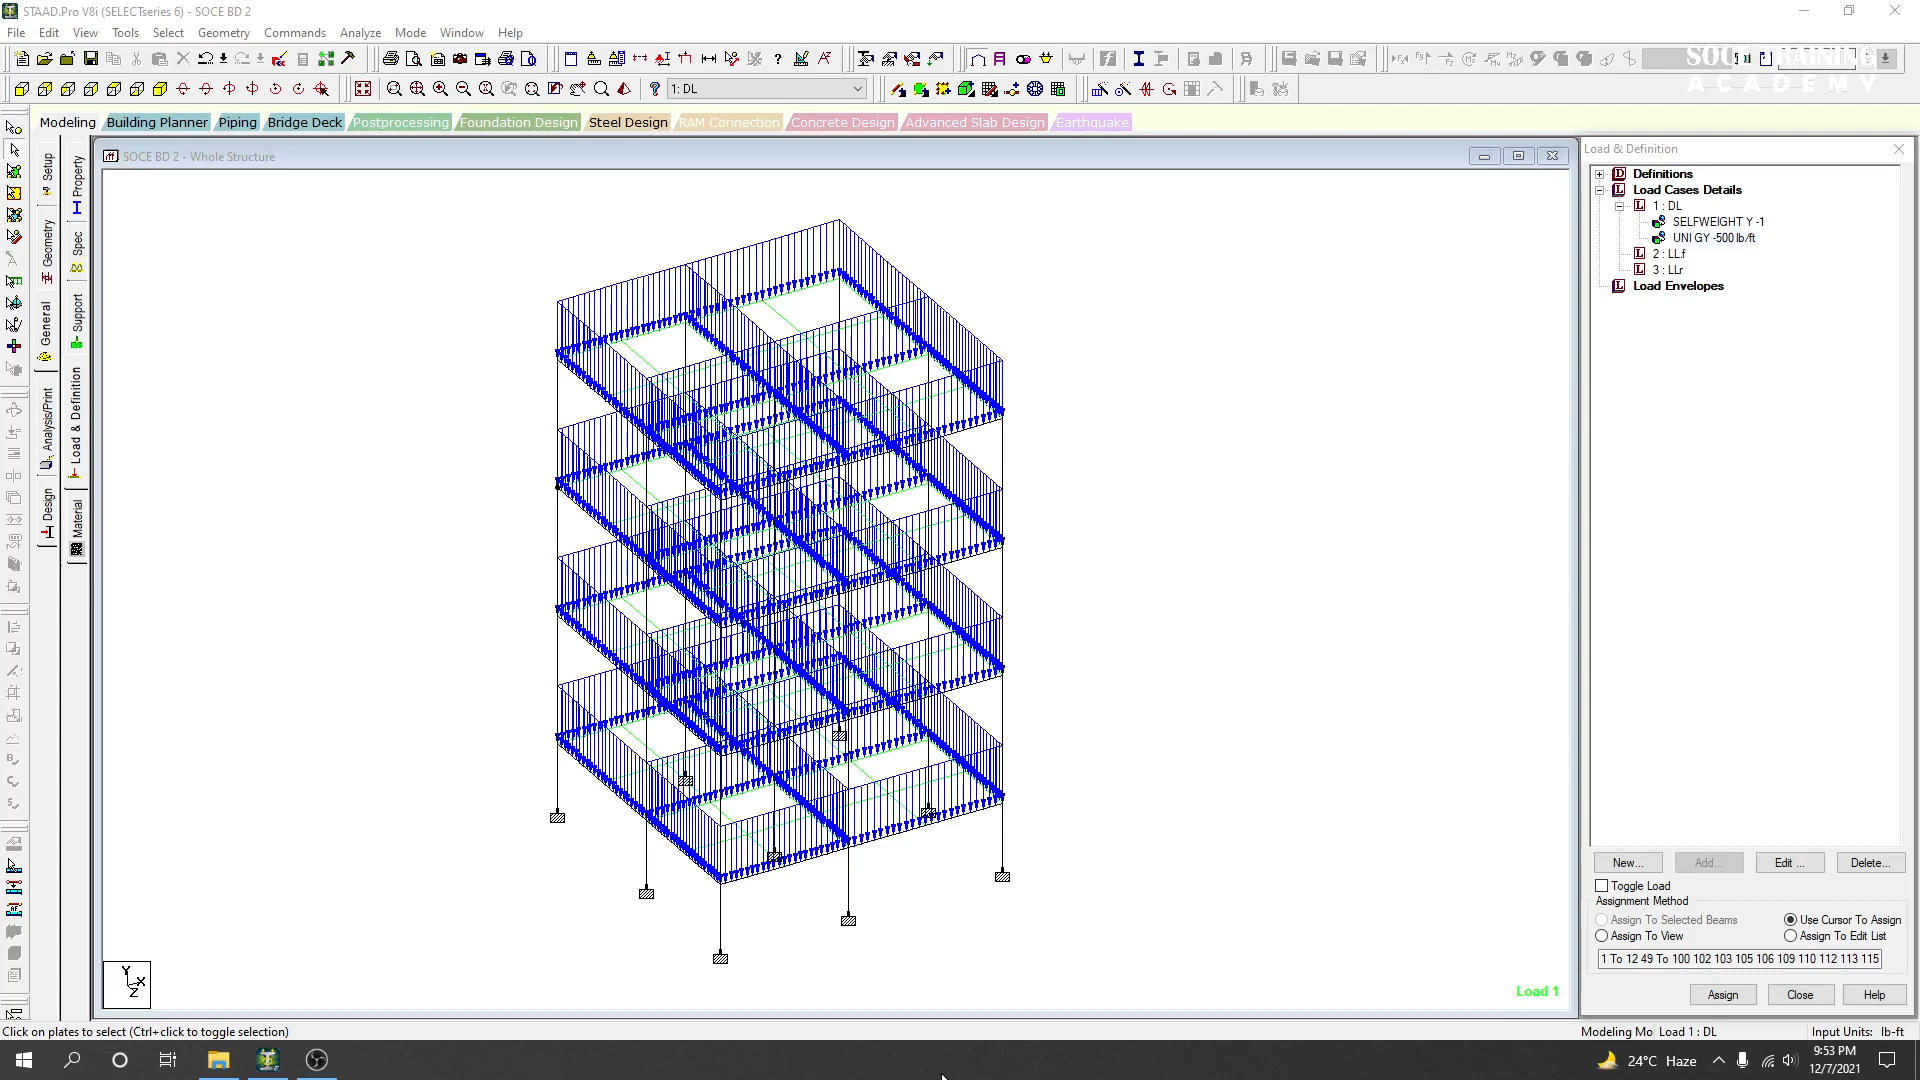 STAAD.Pro V8i (SELECTseries 6) - SOCE BD 2
File Edit View Tools Select Geometry Commands Analyze Mode Window Help
SOCE TRAINING
ACADEMY
1: DL
Modeling Building Planner Piping Bridge Deck Postprocessing Foundation Design Steel Design RAM Connection Concrete Design Advanced Slab Design Earthquake
SOCE BD 2 - Whole Structure
Load & Definition
Setup
Geometry
General
Analysis/Print
Design
Property
Spec
Support
Load & Definition
Material
Definitions
Load Cases Details
1 : DL
SELFWEIGHT Y -1
UNI GY -500 lb/ft
2 : LLf
3 : LLr
Load Envelopes
New... Add... Edit ... Delete...
Toggle Load
Assignment Method
Assign To Selected Beams Use Cursor To Assign
Assign To View Assign To Edit List
1 To 12 49 To 100 102 103 105 106 109 110 112 113 115
Assign Close Help
Y
X
Z
Load 1
Click on plates to select (Ctrl+click to toggle selection) Modeling Mo Load 1 : DL Input Units: lb-ft
24°C Haze
9:53 PM
12/7/2021